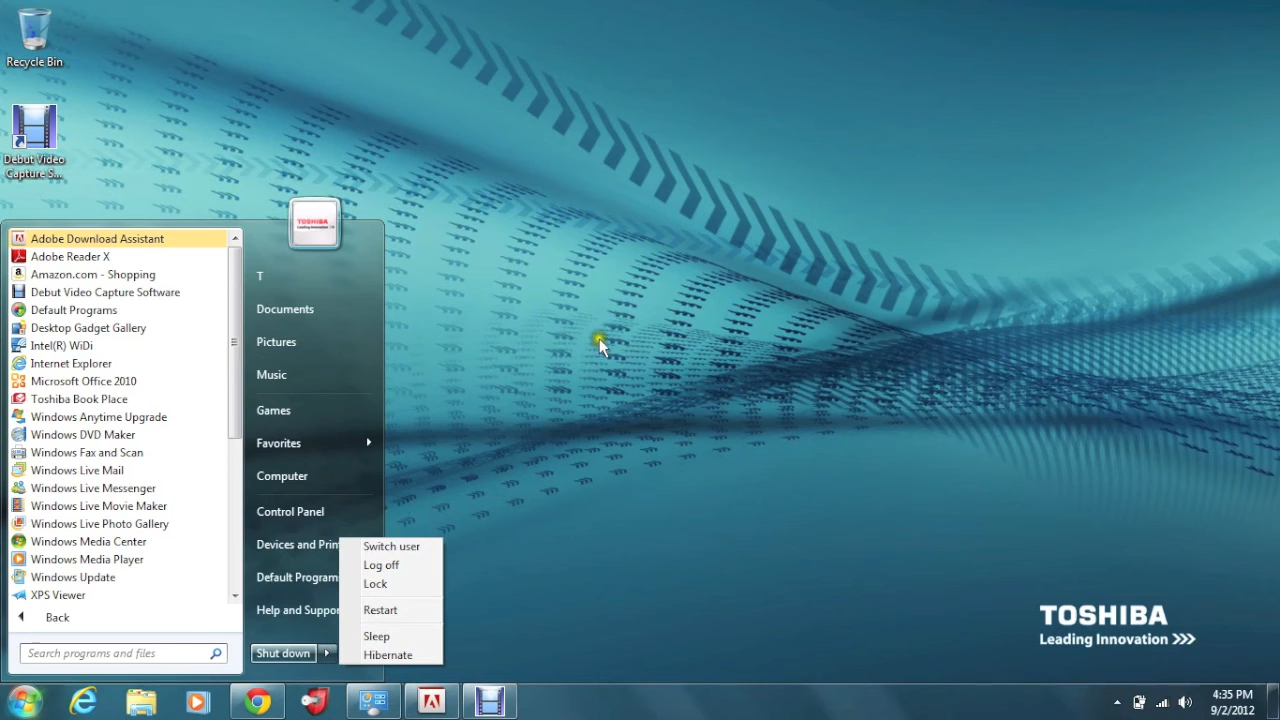 Recycle Bin
Debut Video
Capture S...
TOSHIBA
Leading Innovation
Adobe Download Assistant
Adobe Reader X
Amazon.com - Shopping
Debut Video Capture Software
Default Programs
Desktop Gadget Gallery
Intel(R) WiDi
Internet Explorer
Microsoft Office 2010
Toshiba Book Place
Windows Anytime Upgrade
Windows DVD Maker
Windows Fax and Scan
Windows Live Mail
Windows Live Messenger
Windows Live Movie Maker
Windows Live Photo Gallery
Windows Media Center
Windows Media Player
Windows Update
XPS Viewer
Back
Search programs and files
T
Documents
Pictures
Music
Games
Favorites
Computer
Control Panel
Devices and Prin
Default Program
Help and Suppor
Shut down
Switch user
Log off
Lock
Restart
Sleep
Hibernate
TOSHIBA
Leading Innovation >>>
4:35 PM
9/2/2012